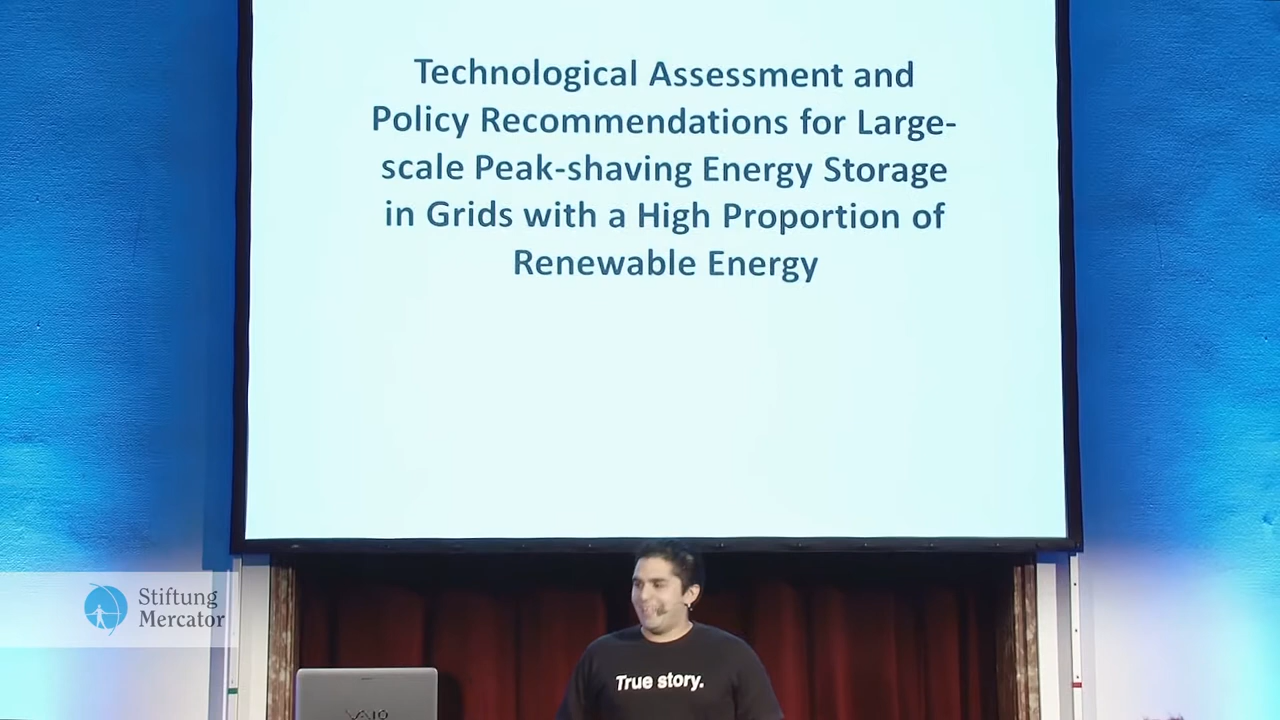 Technological Assessment and
Policy Recommendations for Large-
scale Peak-shaving Energy Storage
in Grids with a High Proportion of
Renewable Energy
Stiftung
Mercator
True story.
VAIO